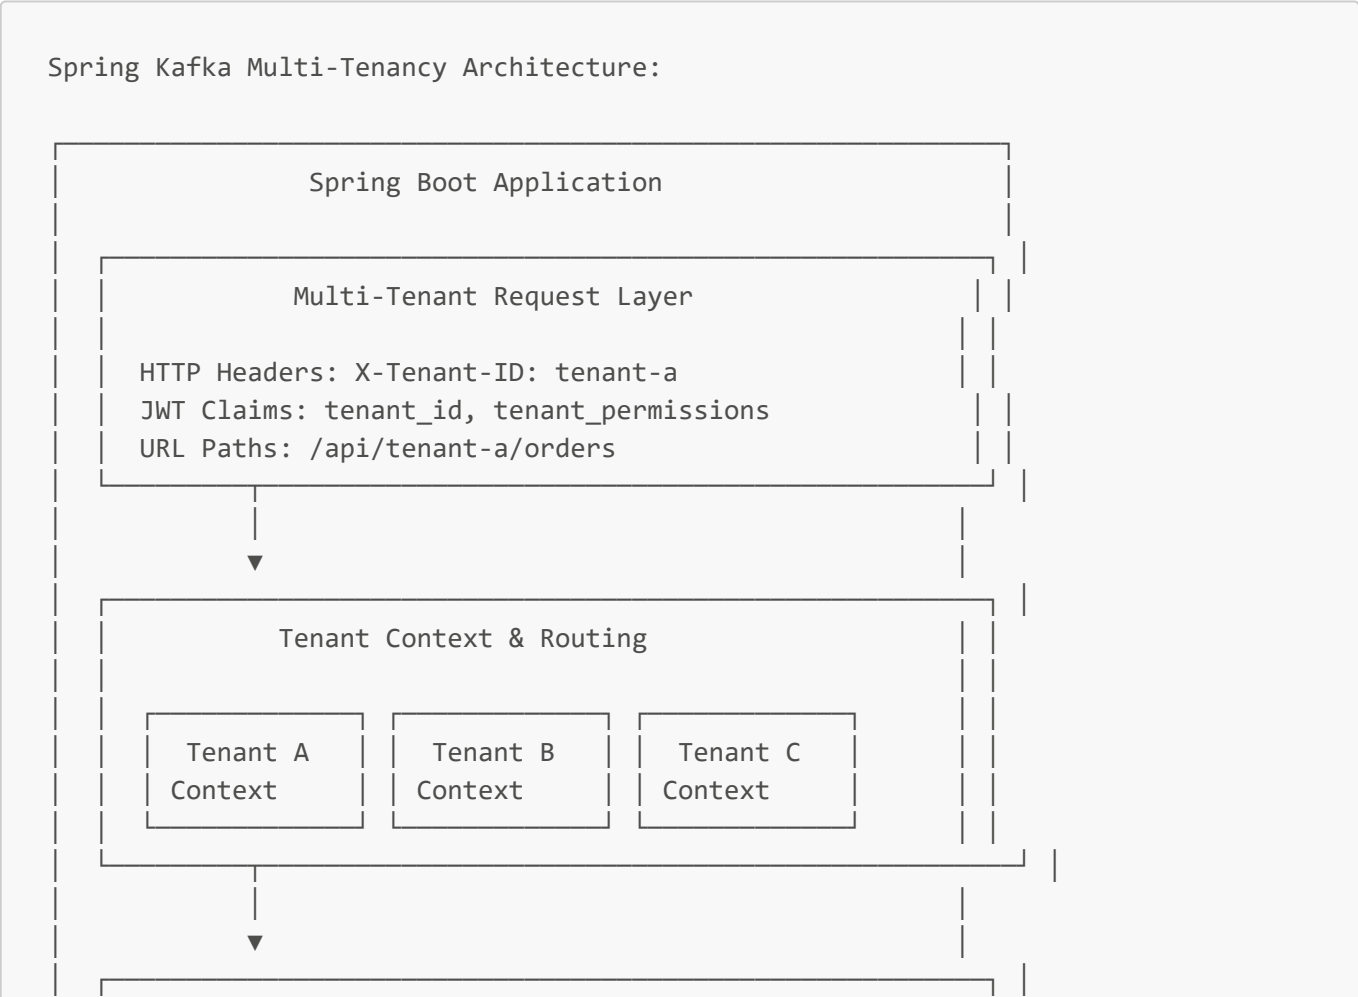 Spring Kafka Multi-Tenancy Architecture:
Spring Boot Application
Multi-Tenant Request Layer
HTTP Headers: X-Tenant-ID: tenant-a
JWT Claims: tenant_id, tenant_permissions
URL Paths: /api/tenant-a/orders
Tenant Context & Routing
Tenant A Tenant B Tenant C
Context Context Context